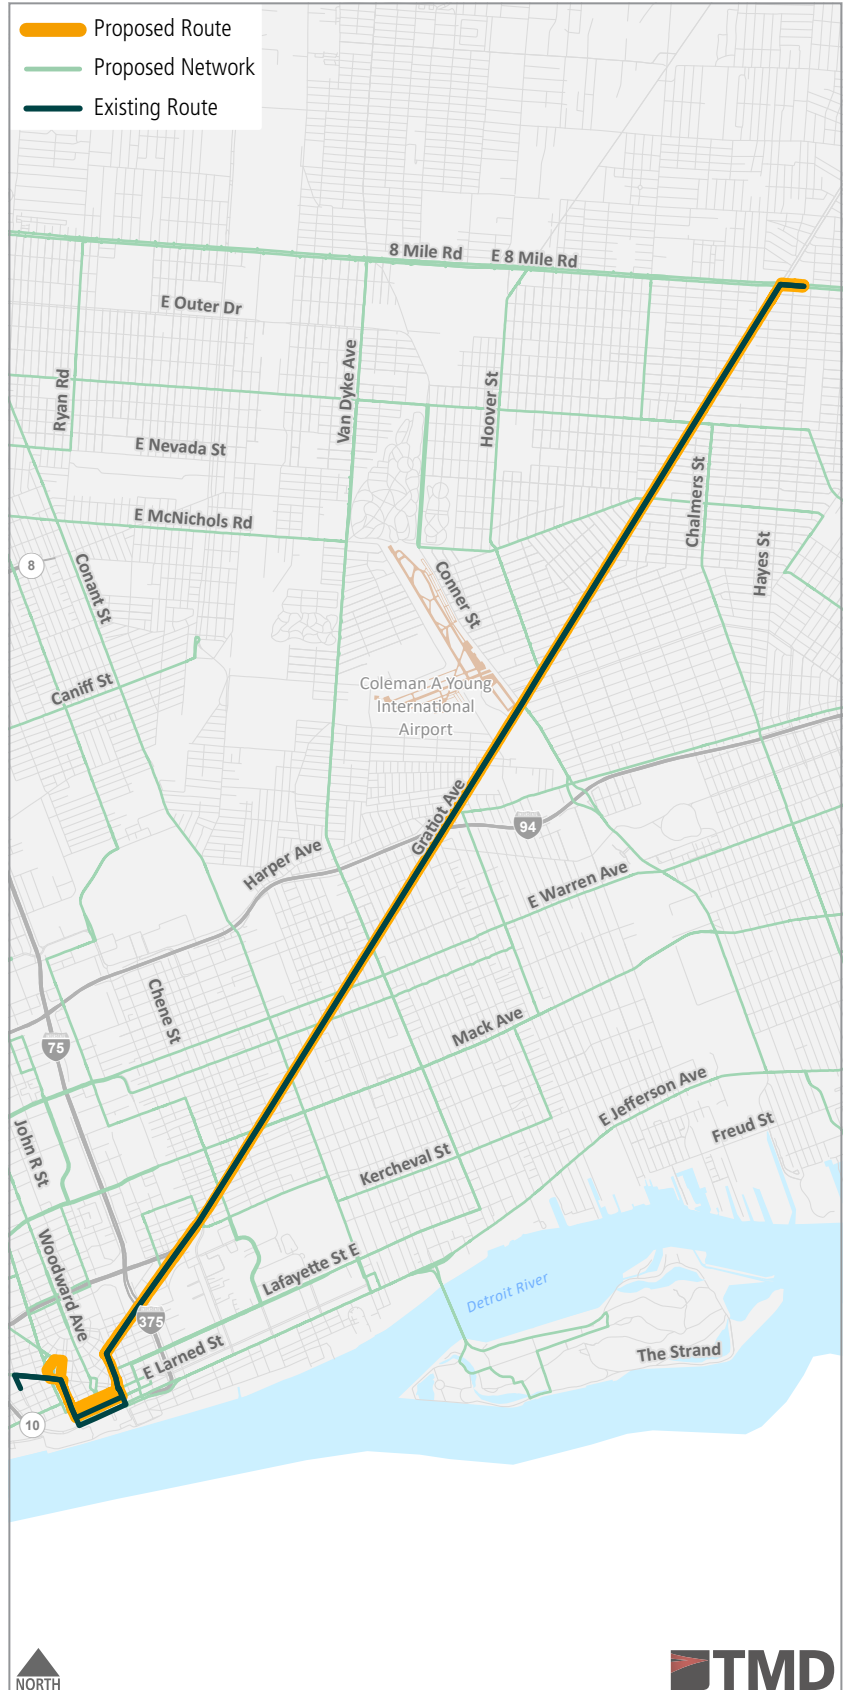 Proposed Route
Proposed Network
Existing Route
8 Mile Rd
E 8 Mile Rd
E Outer Dr
Ryan Rd
Van Dyke Ave
Hoover St
E Nevada St
Chalmers St
E McNichols Rd
Hayes St
8
Conant St
Conner St
Caniff St
Coleman A Young
International
Airport
Gratiot Ave
94
Harper Ave
E Warren Ave
Chene St
Mack Ave
75
E Jefferson Ave
Freud St
John R St
Kercheval St
Woodward Ave
Lafayette St E
Detroit River
375
E Larned St
The Strand
10
NORTH
TMD